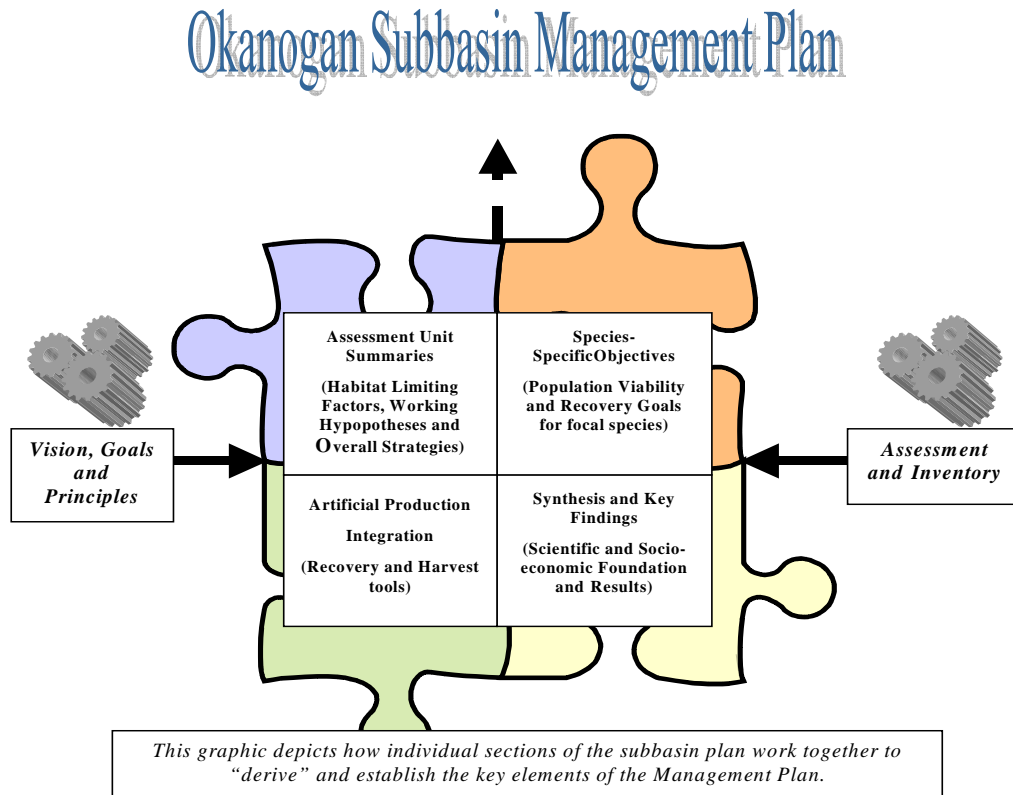 Okanogan Subbasin Management Plan
Assessment Unit
Summaries
(Habitat Limiting
Factors, Working
Hypopotheses and
Overall Strategies)
Species-
SpecificObjectives
(Population Viability
and Recovery Goals
for focal species)
Vision, Goals
and
Principles
Assessment
and Inventory
Artificial Production
Integration
(Recovery and Harvest
tools)
Synthesis and Key
Findings
(Scientific and Socio-
economic Foundation
and Results)
This graphic depicts how individual sections of the subbasin plan work together to
“derive” and establish the key elements of the Management Plan.